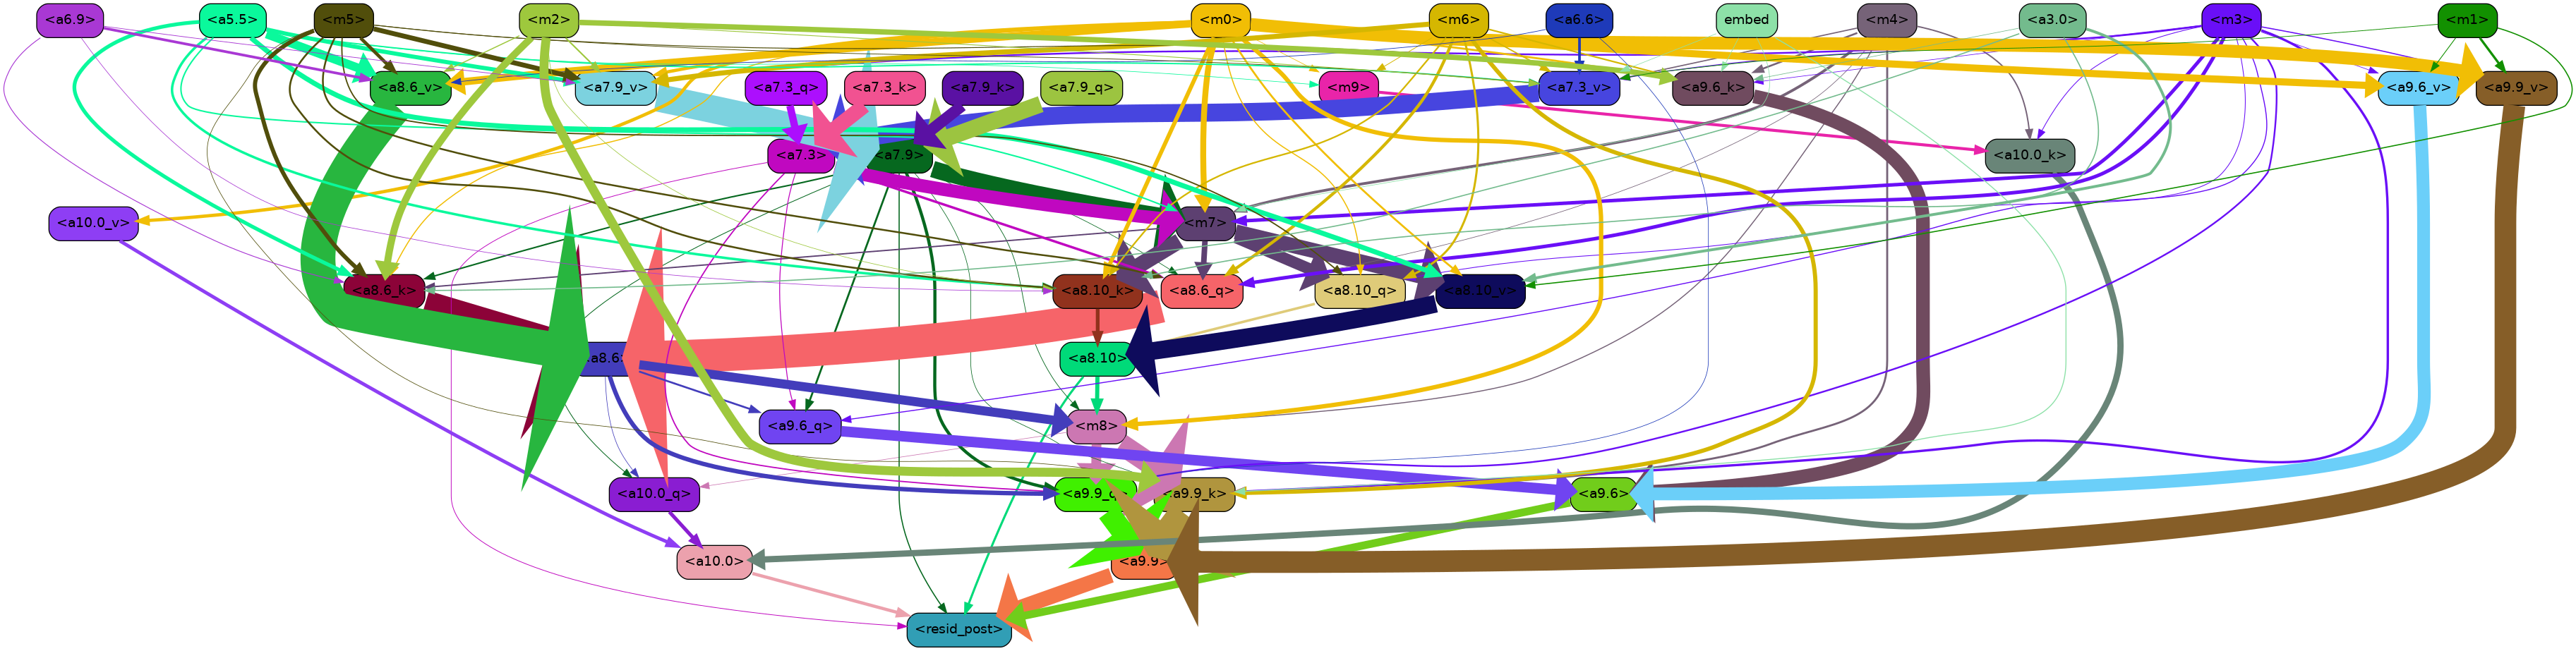 <a6.9> <a5.5> <m5> <m2> <m0> <m6> <a6.6> embed <m4> <a3.0> <m3> <m1>
<a8.6_v> <a7.9_v> <a7.3_q> <a7.3_k> <a7.9_k> <a7.9_q> <m9> <a7.3_v> <a9.6_k> <a9.6_v> <a9.9_v>
<a7.3> <a7.9> <a10.0_k>
<a10.0_v> <m7>
<a8.6_k> <a8.10_k> <a8.6_q> <a8.10_q> <a8.10_v>
<a8.6> <a8.10>
<a9.6_q> <m8>
<a10.0_q> <a9.9_q> <a9.9_k> <a9.6>
<a10.0> <a9.9>
<resid_post>